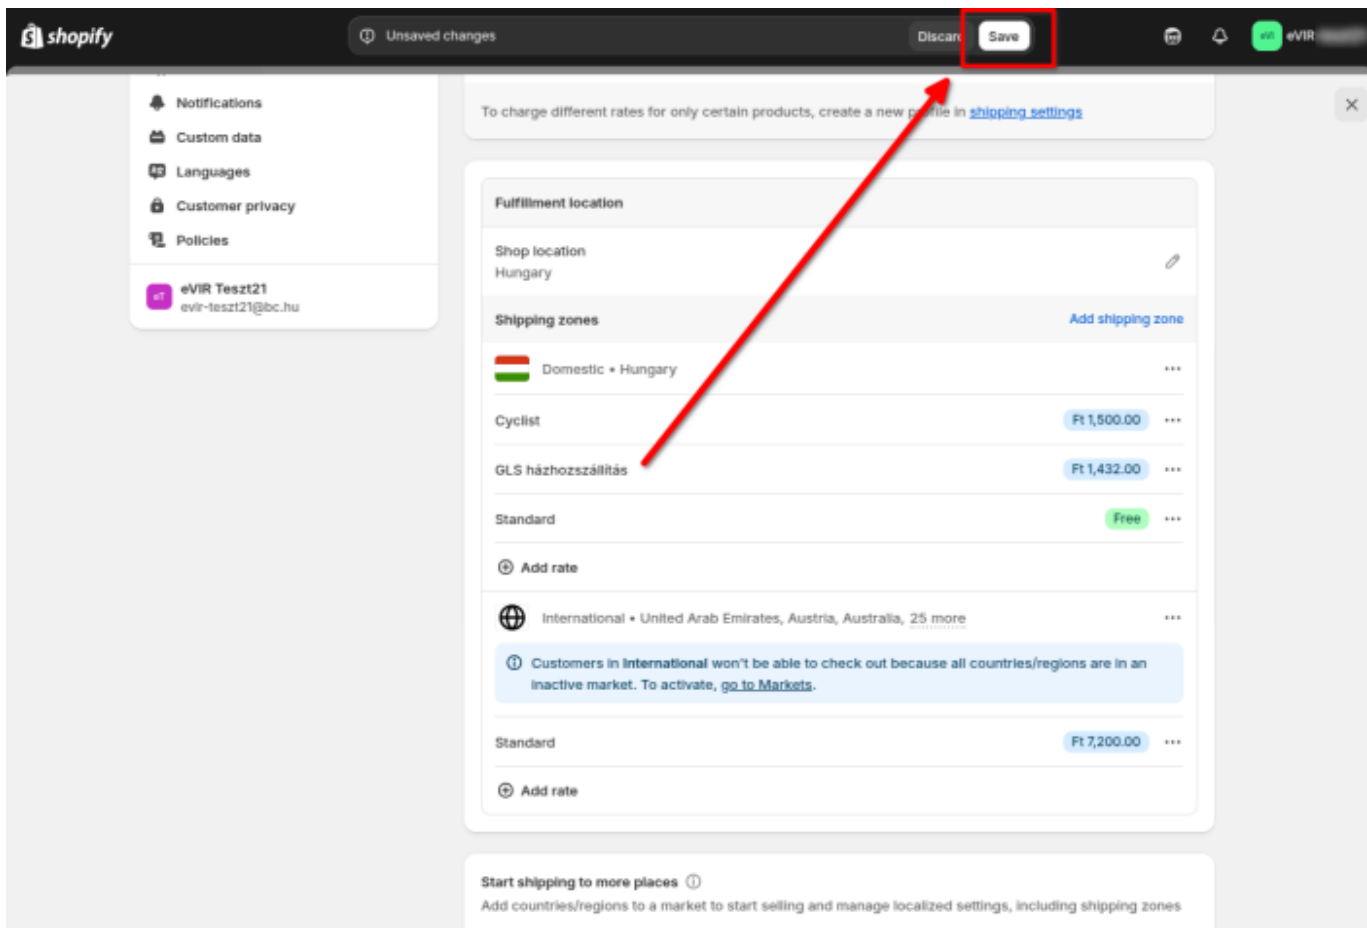 shopify
Unsaved changes
Discard
Save
eVI
eVIR
Notifications
Custom data
Languages
Customer privacy
Policies
eT
eVIR Teszt21
evir-teszt21@bc.hu
To charge different rates for only certain products, create a new profile in shipping settings
Fulfillment location
Shop location
Hungary
Shipping zones
Add shipping zone
Domestic • Hungary
Cyclist
Ft 1,500.00
GLS házhozszállítás
Ft 1,432.00
Standard
Free
Add rate
International • United Arab Emirates, Austria, Australia, 25 more
Customers in International won't be able to check out because all countries/regions are in an
inactive market. To activate, go to Markets.
Standard
Ft 7,200.00
Add rate
Start shipping to more places
Add countries/regions to a market to start selling and manage localized settings, including shipping zones